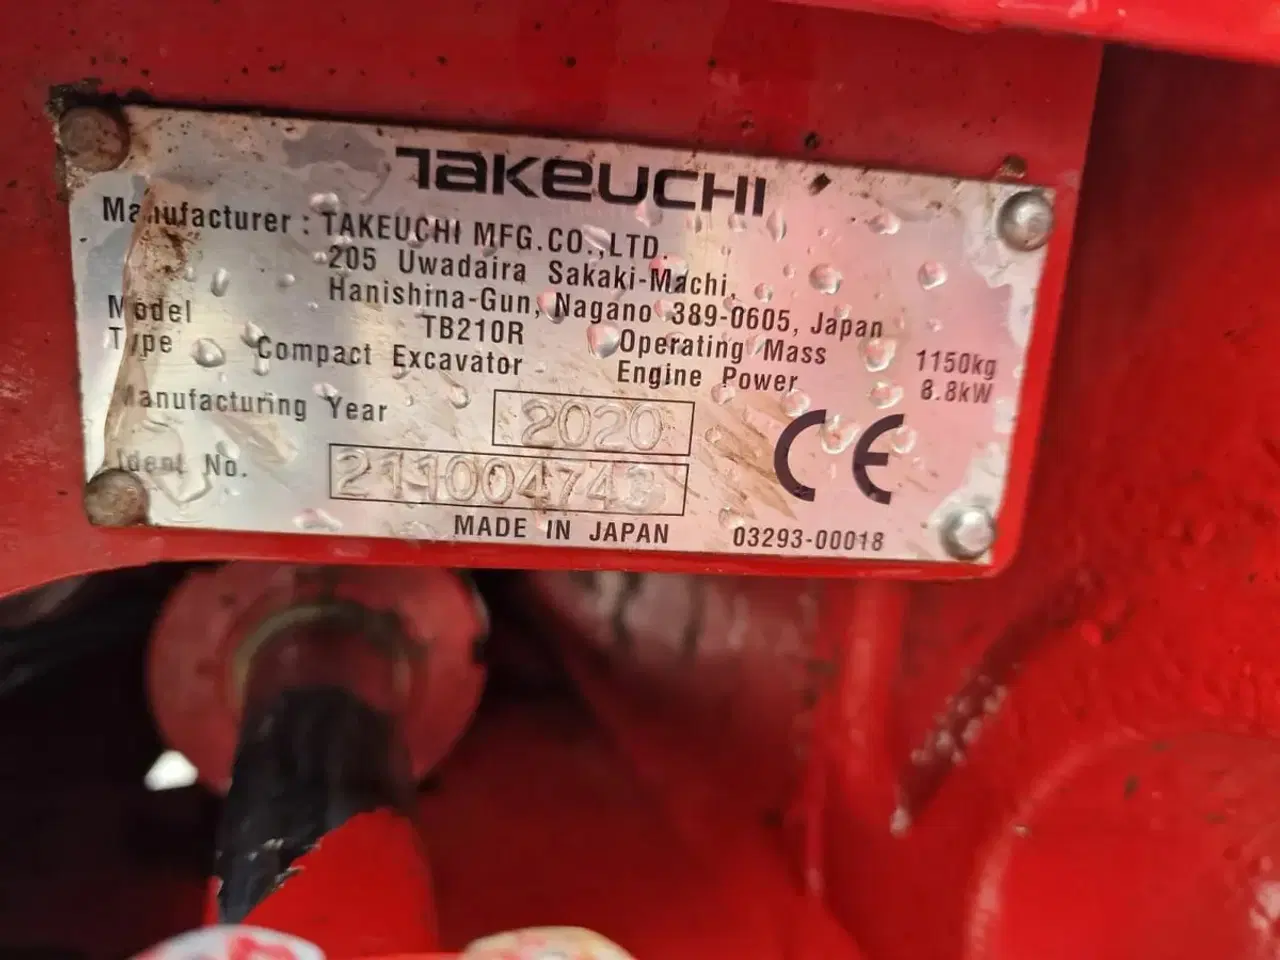 TAKEUCHI
Manufacturer : TAKEUCHI MFG.CO.,LTD.
205 Uwadaira Sakaki-Machi,
Hanishina-Gun, Nagano 389-0605, Japan
Model TB210R Operating Mass 1150kg
Type Compact Excavator Engine Power 8.8kW
Manufacturing Year 2020
Ident No. 211004743
MADE IN JAPAN 03293-00018
CE